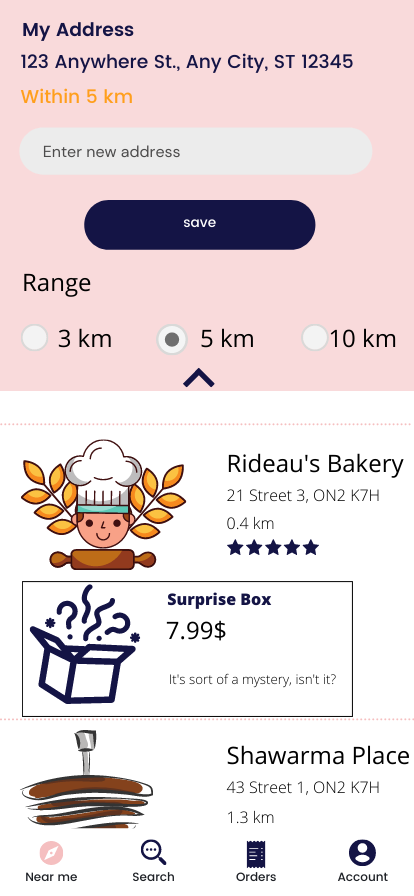 My Address
123 Anywhere St., Any City, ST 12345
Within 5 km
Enter new address
save
Range
3 km 5 km 10 km
Rideau's Bakery
21 Street 3, ON2 K7H
0.4 km
Surprise Box
7.99$
It's sort of a mystery, isn't it?
Shawarma Place
43 Street 1, ON2 K7H
1.3 km
Near me Search Orders Account